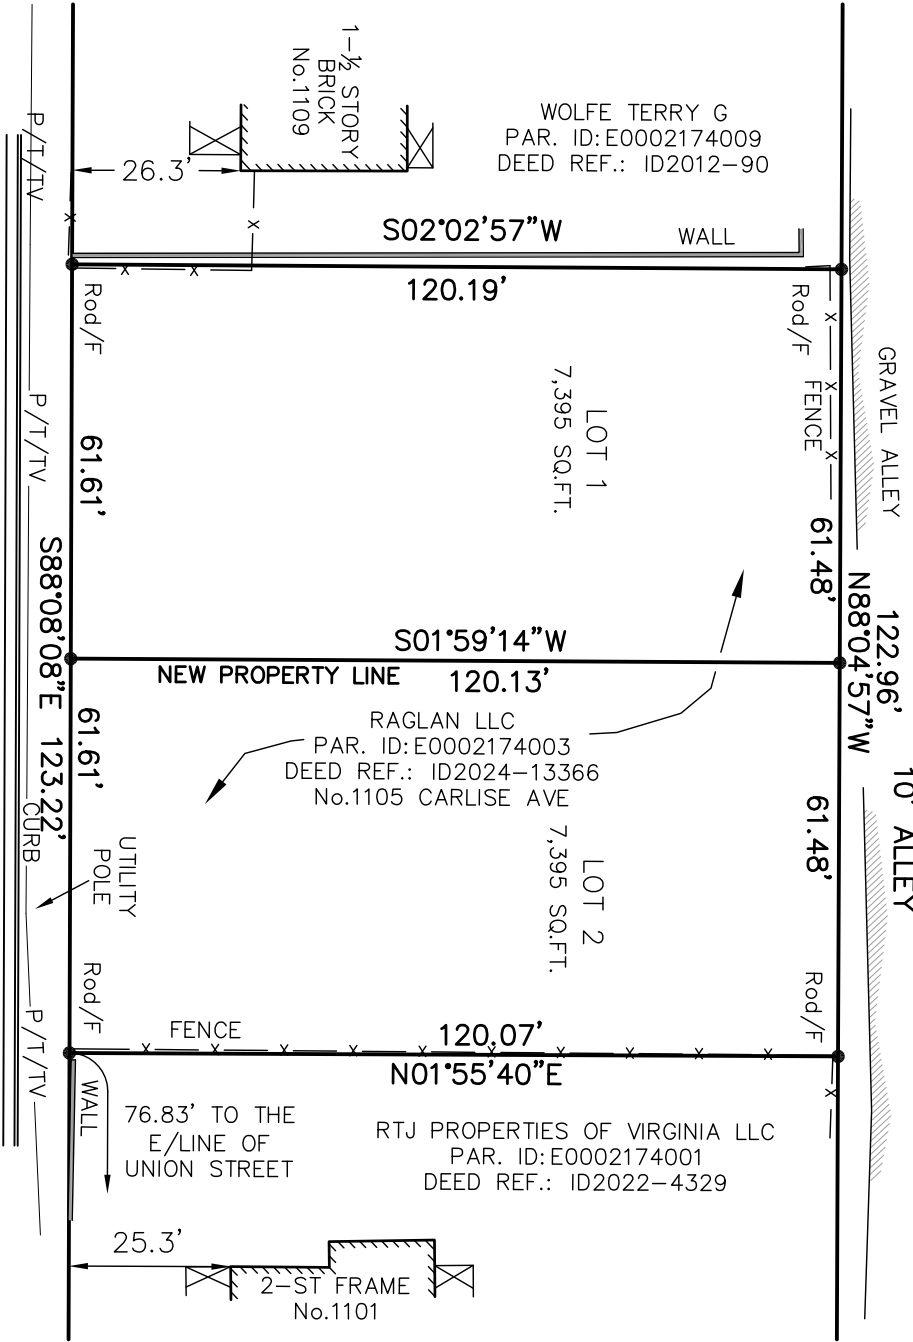 1-½ STORY
BRICK
No.1109
WOLFE TERRY G
PAR. ID:E0002174009
DEED REF.: ID2012-90
P/T/TV
26.3'
S02°02'57"W
WALL
120.19'
Rod/F
Rod/F
FENCE
GRAVEL ALLEY
LOT 1
7,395 SQ.FT.
P/T/TV
61.61'
61.48'
S88°08'08"E 123.22'
122.96'
N88°04'57"W
10' ALLEY
S01°59'14"W
NEW PROPERTY LINE
120.13'
RAGLAN LLC
PAR. ID:E0002174003
DEED REF.: ID2024-13366
No.1105 CARLISE AVE
61.61'
61.48'
CURB
UTILITY
POLE
LOT 2
7,395 SQ.FT.
Rod/F
Rod/F
P/T/TV
FENCE
120.07'
N01°55'40"E
WALL
76.83' TO THE
E/LINE OF
UNION STREET
RTJ PROPERTIES OF VIRGINIA LLC
PAR. ID:E0002174001
DEED REF.: ID2022-4329
25.3'
2-ST FRAME
No.1101